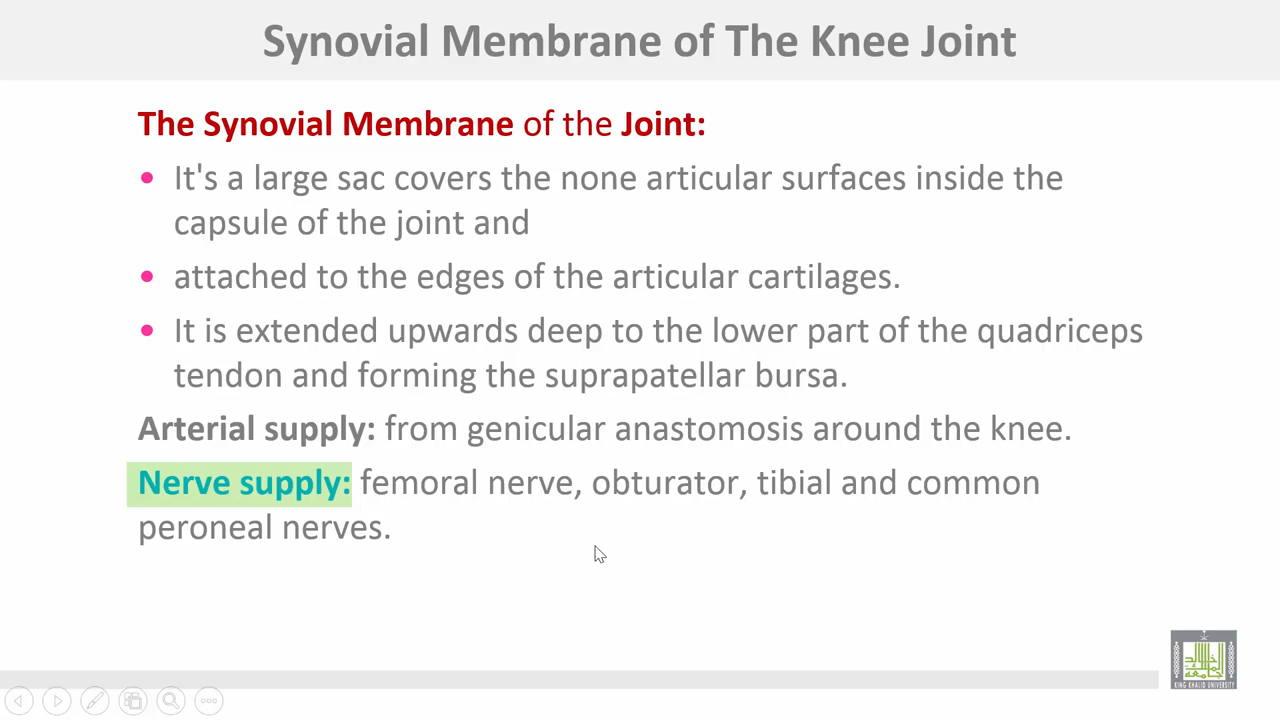 Synovial Membrane of The Knee Joint
The Synovial Membrane of the Joint:
• It's a large sac covers the none articular surfaces inside the
capsule of the joint and
• attached to the edges of the articular cartilages.
• It is extended upwards deep to the lower part of the quadriceps
tendon and forming the suprapatellar bursa.
Arterial supply: from genicular anastomosis around the knee.
Nerve supply: femoral nerve, obturator, tibial and common
peroneal nerves.
KING KHALID UNIVERSITY